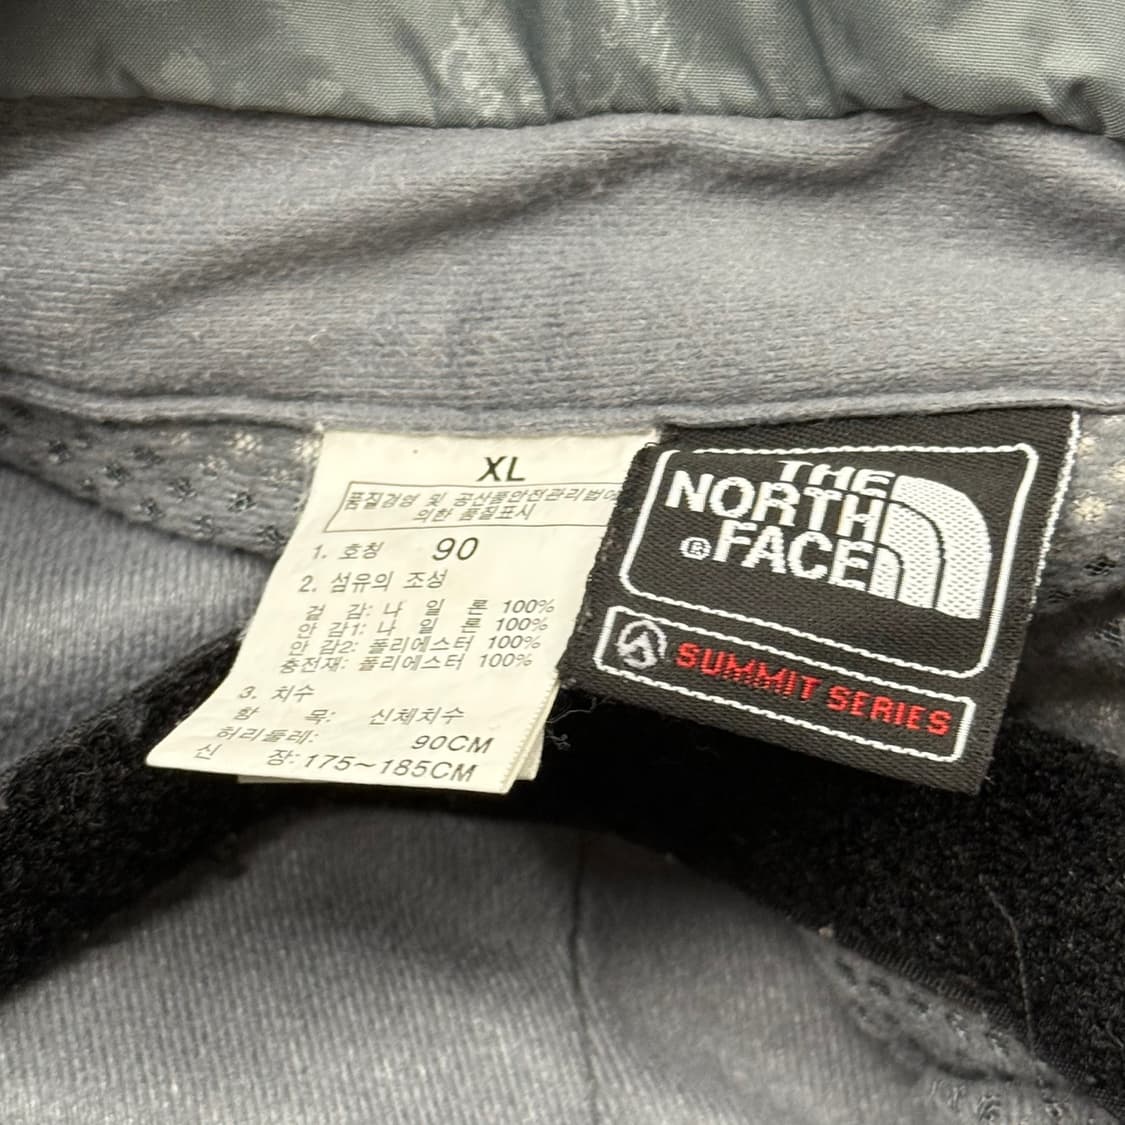 XL
품질경영 및 공산품안전관리법에
의한 품질표시
1. 호칭 90
2. 섬유의 조성
겉 감: 나 일 론 100%
안 감1: 나 일 론 100%
안 감2: 폴리에스터 100%
충전재: 폴리에스터 100%
3. 치수
항 목: 신체치수
허리둘레: 90CM
신 장: 175~185CM
THE
NORTH
®FACE
SUMMIT SERIES